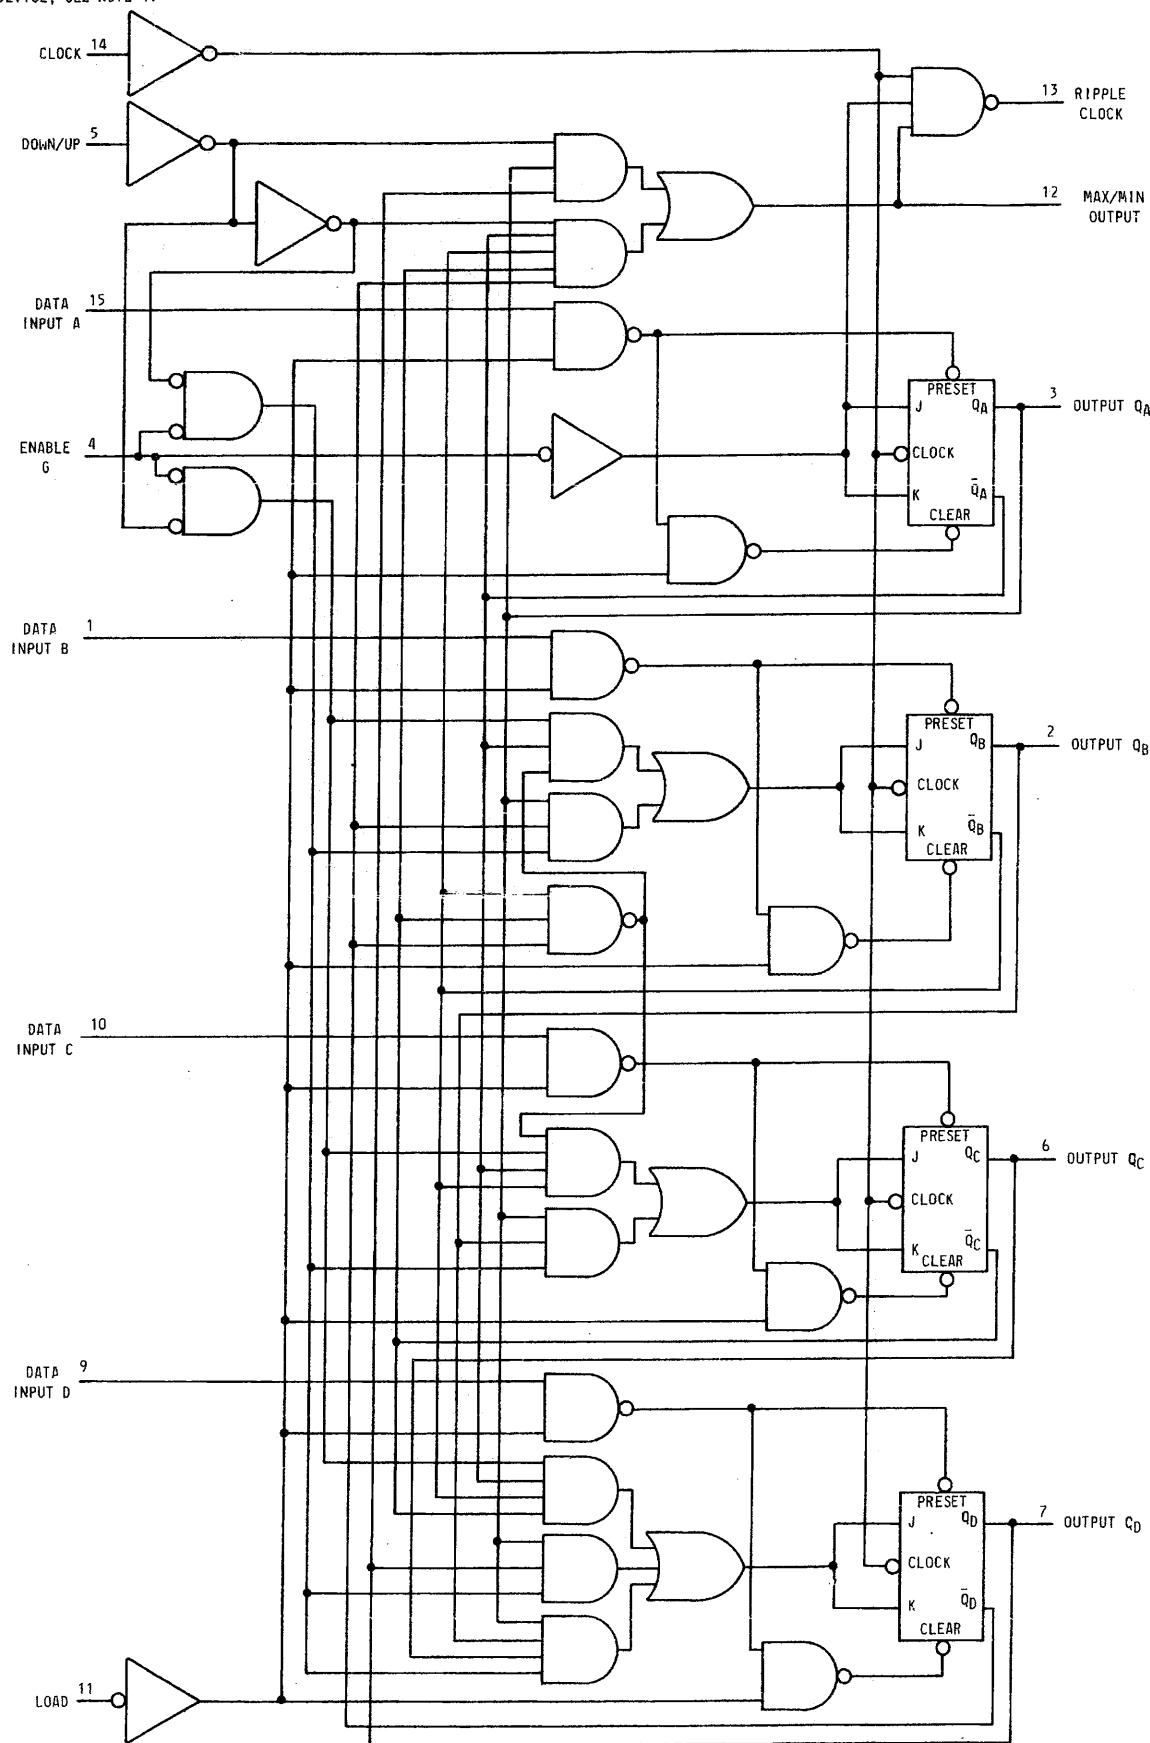 CLOCK 14
13 RIPPLE
CLOCK
DOWN/UP 5
12 MAX/MIN
OUTPUT
DATA 15
INPUT A
PRESET
J QA
3 OUTPUT QA
ENABLE 4
G
CLOCK
K Q̄A
CLEAR
DATA 1
INPUT B
PRESET
J QB
2 OUTPUT QB
CLOCK
K Q̄B
CLEAR
DATA 10
INPUT C
PRESET
J QC
6 OUTPUT QC
CLOCK
K Q̄C
CLEAR
DATA 9
INPUT D
PRESET
J QD
7 OUTPUT QD
CLOCK
K Q̄D
CLEAR
LOAD 11